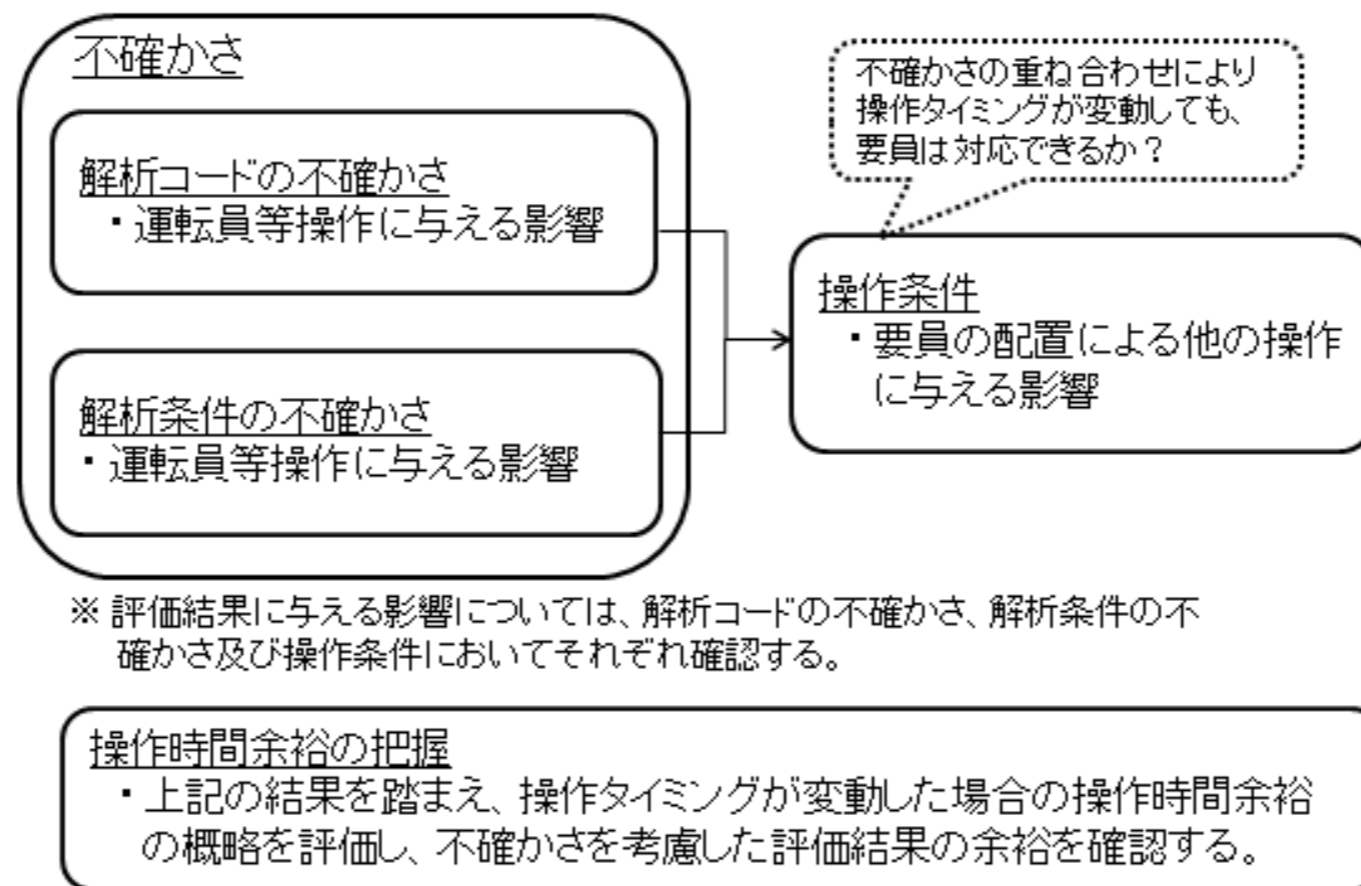 不確かさ
解析コードの不確かさ
・運転員等操作に与える影響
解析条件の不確かさ
・運転員等操作に与える影響
不確かさの重ね合わせにより
操作タイミングが変動しても、
要員は対応できるか？
操作条件
・要員の配置による他の操作
に与える影響
※ 評価結果に与える影響については、解析コードの不確かさ、解析条件の不
確かさ及び操作条件においてそれぞれ確認する。
操作時間余裕の把握
・上記の結果を踏まえ、操作タイミングが変動した場合の操作時間余裕
の概略を評価し、不確かさを考慮した評価結果の余裕を確認する。